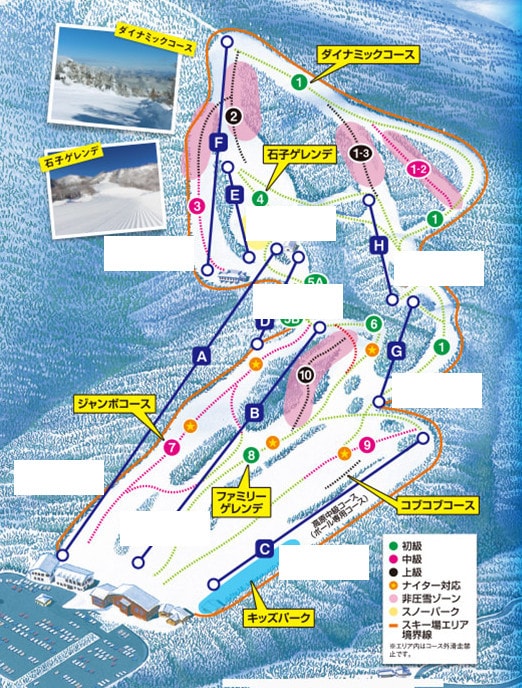 ダイナミックコース
ダイナミックコース
1
2
F
石子ゲレンデ
石子ゲレンデ
1-3
1-2
E
4
3
1
H
5A
D
5B
6
A
G
1
10
B
ジャンボコース
7
9
8
ファミリー
ゲレンデ
高原中級コース
(ポール専用コース)
コブコブコース
C
キッズパーク
初級
中級
上級
ナイター対応
非圧雪ゾーン
スノーパーク
スキー場エリア
境界線
※エリア内はコース外滑走禁
止です。